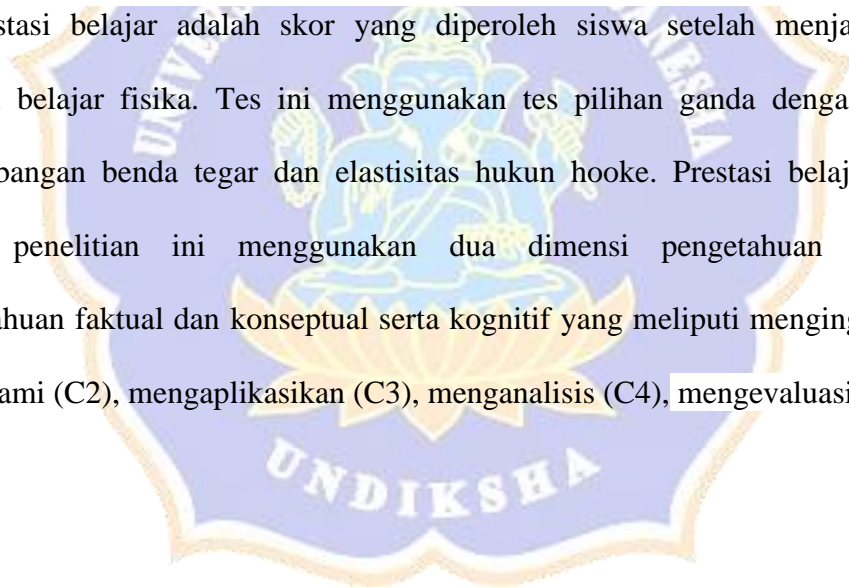 stasi belajar adalah skor yang diperoleh siswa setelah menja
belajar fisika. Tes ini menggunakan tes pilihan ganda denga
bangan benda tegar dan elastisitas hukun hooke. Prestasi belaj
penelitian ini menggunakan dua dimensi pengetahuan
ahuan faktual dan konseptual serta kognitif yang meliputi menging
ami (C2), mengaplikasikan (C3), menganalisis (C4), mengevaluasi
UNDIKSHA